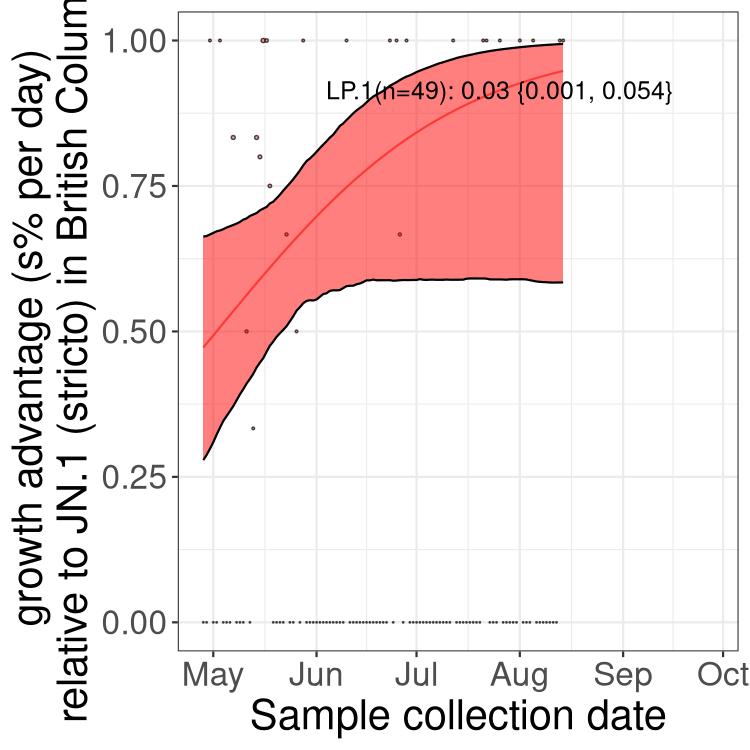 growth advantage (s% per day)
relative to JN.1 (stricto) in British Colum
1.00
0.75
0.50
0.25
0.00
LP.1(n=49): 0.03 {0.001, 0.054}
May Jun Jul Aug Sep Oct
Sample collection date